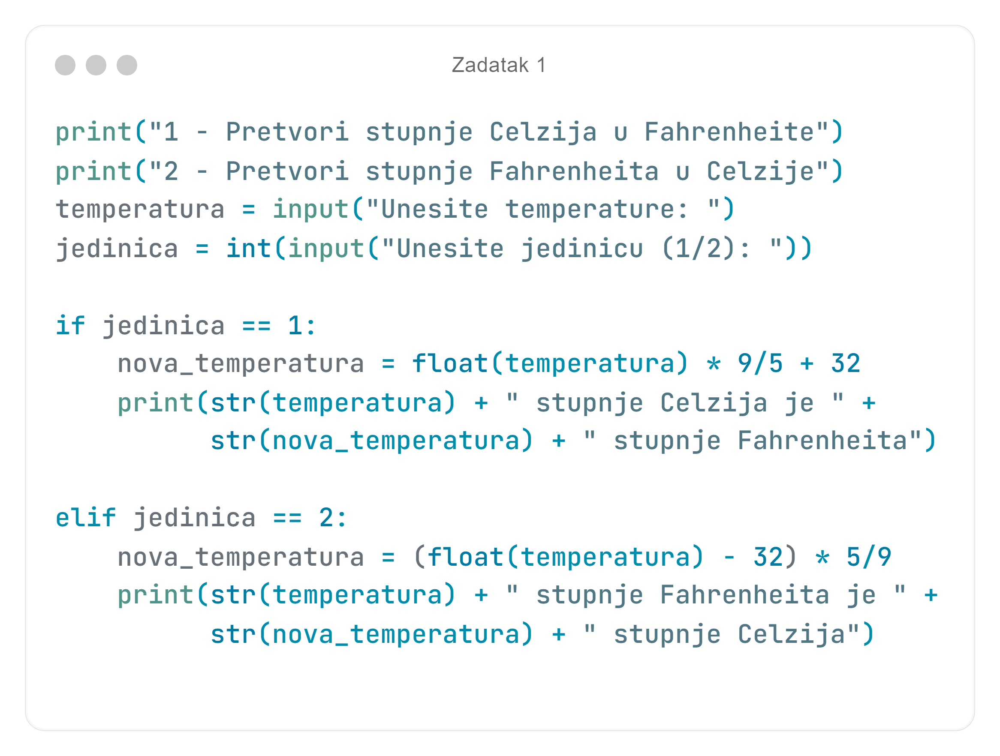 Zadatak 1
print("1 - Pretvori stupnje Celzija u Fahrenheite")
print("2 - Pretvori stupnje Fahrenheita u Celzije")
temperatura = input("Unesite temperature: ")
jedinica = int(input("Unesite jedinicu (1/2): "))
if jedinica == 1:
    nova_temperatura = float(temperatura) * 9/5 + 32
    print(str(temperatura) + " stupnje Celzija je " +
          str(nova_temperatura) + " stupnje Fahrenheita")
elif jedinica == 2:
    nova_temperatura = (float(temperatura) - 32) * 5/9
    print(str(temperatura) + " stupnje Fahrenheita je " +
          str(nova_temperatura) + " stupnje Celzija")